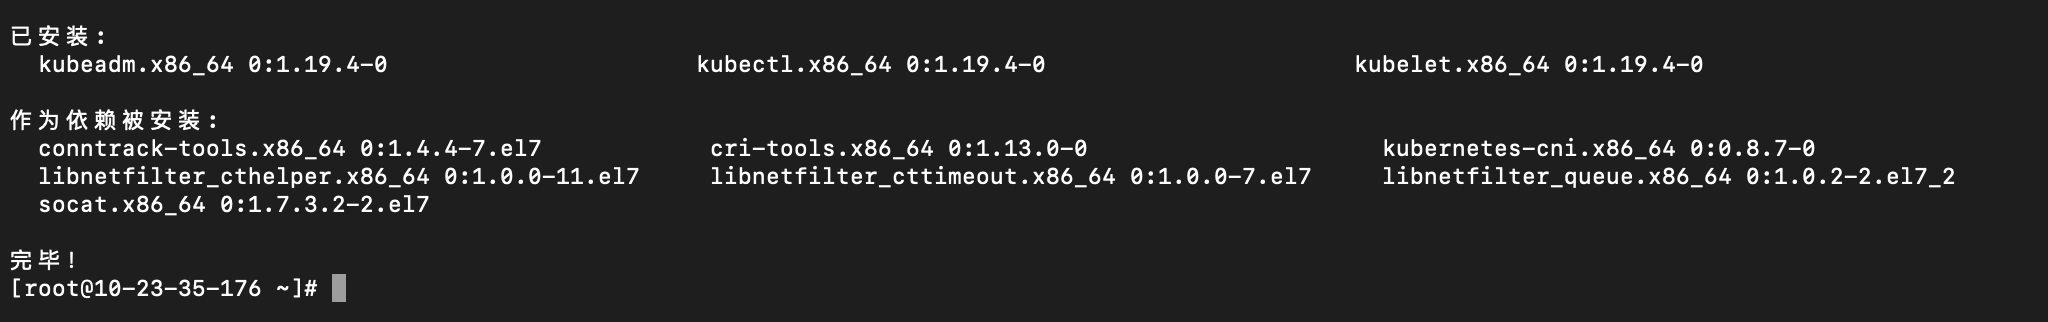 已安装:
kubeadm.x86_64 0:1.19.4-0 kubectl.x86_64 0:1.19.4-0 kubelet.x86_64 0:1.19.4-0
作为依赖被安装:
conntrack-tools.x86_64 0:1.4.4-7.el7 cri-tools.x86_64 0:1.13.0-0 kubernetes-cni.x86_64 0:0.8.7-0
libnetfilter_cthelper.x86_64 0:1.0.0-11.el7 libnetfilter_cttimeout.x86_64 0:1.0.0-7.el7 libnetfilter_queue.x86_64 0:1.0.2-2.el7_2
socat.x86_64 0:1.7.3.2-2.el7
完毕!
[root@10-23-35-176 ~]#